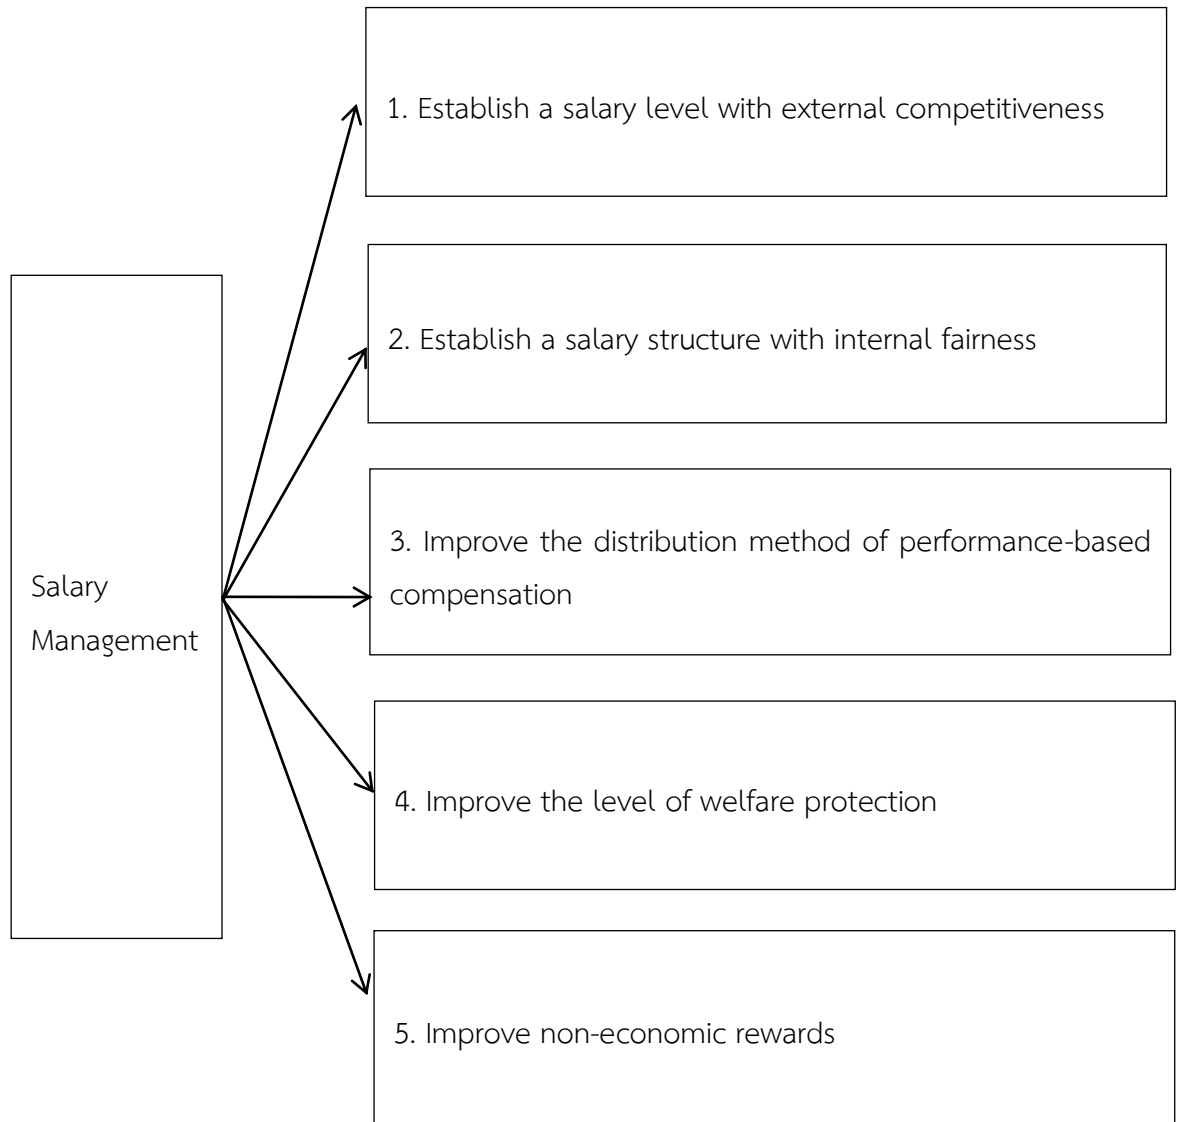 1. Establish a salary level with external competitiveness
2. Establish a salary structure with internal fairness
3. Improve the distribution method of performance-based
compensation
Salary
Management
4. Improve the level of welfare protection
5. Improve non-economic rewards